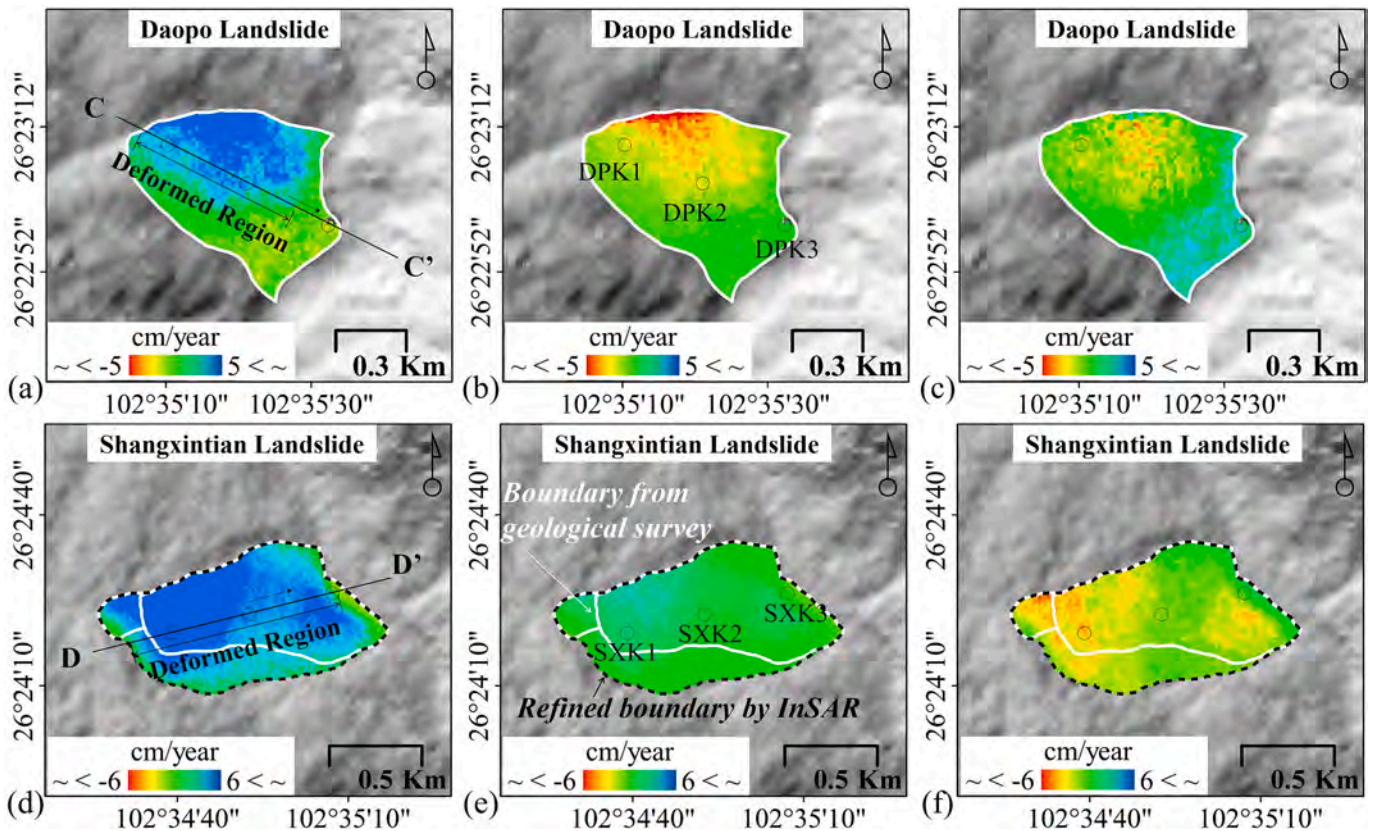 Daopo Landslide
26°23'12"
26°22'52"
C
Deformed Region
C’
cm/year
~ < -5 5 < ~
0.3 Km
(a)
102°35'10" 102°35'30"
Daopo Landslide
26°23'12"
26°22'52"
DPK1
DPK2
DPK3
cm/year
~ < -5 5 < ~
0.3 Km
(b)
102°35'10" 102°35'30"
Daopo Landslide
26°23'12"
26°22'52"
cm/year
~ < -5 5 < ~
0.3 Km
(c)
102°35'10" 102°35'30"
Shangxintian Landslide
26°24'40"
26°24'10"
D’
D
Deformed Region
cm/year
~ < -6 6 < ~
0.5 Km
(d)
102°34'40" 102°35'10"
Shangxintian Landslide
26°24'40"
26°24'10"
Boundary from
geological survey
SXK3
SXK2
SXK1
Refined boundary by InSAR
cm/year
~ < -6 6 < ~
0.5 Km
(e)
102°34'40" 102°35'10"
Shangxintian Landslide
26°24'40"
26°24'10"
cm/year
~ < -6 6 < ~
0.5 Km
(f)
102°34'40" 102°35'10"